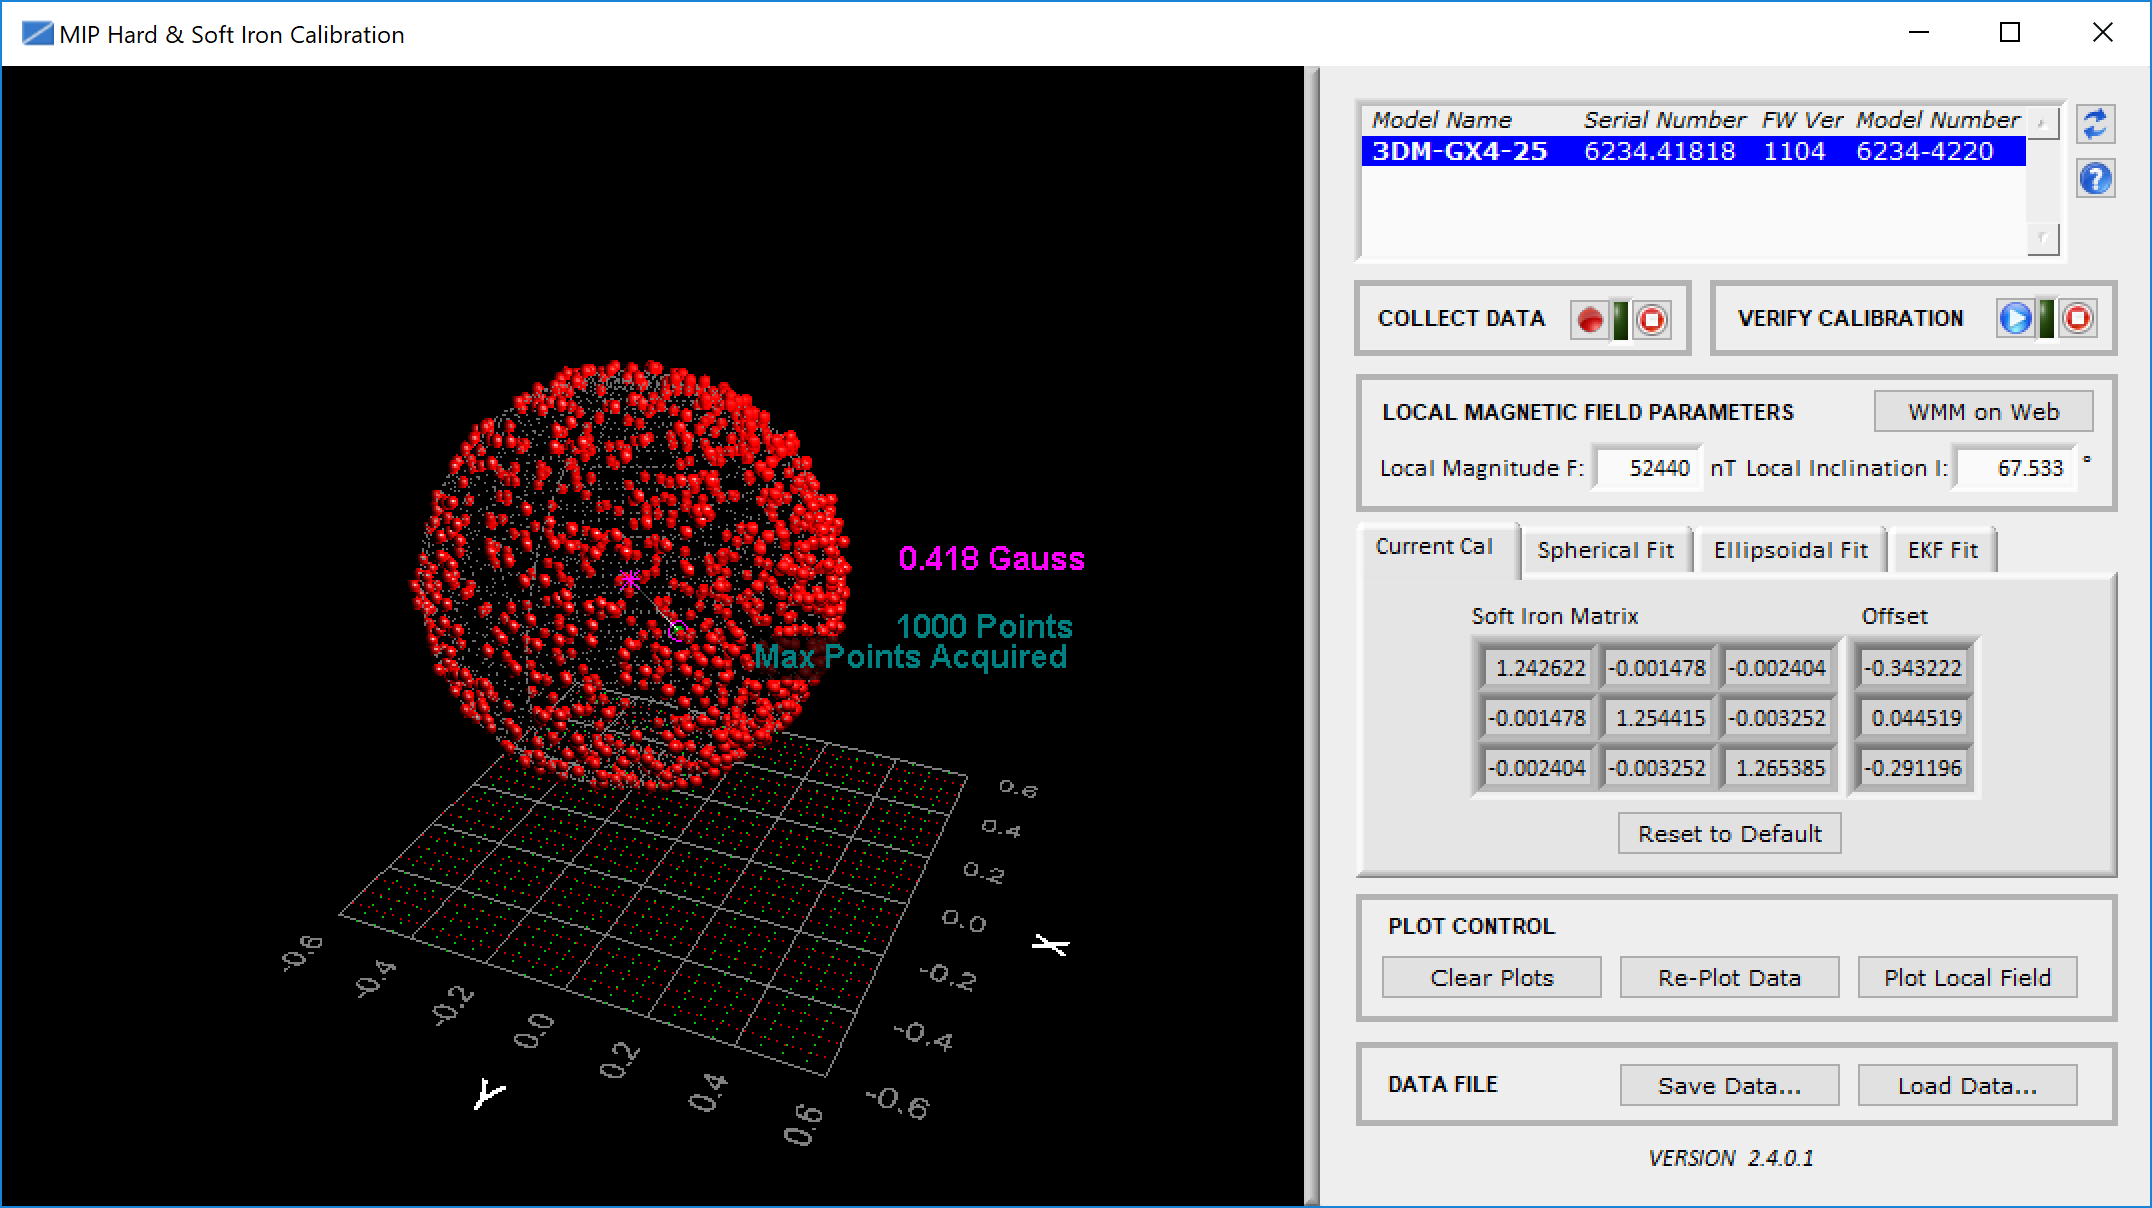 MIP Hard & Soft Iron Calibration
Model Name Serial Number FW Ver Model Number
3DM-GX4-25 6234.41818 1104 6234-4220
COLLECT DATA
VERIFY CALIBRATION
LOCAL MAGNETIC FIELD PARAMETERS
WMM on Web
Local Magnitude F: 52440 nT Local Inclination I: 67.533 °
Current Cal
Spherical Fit
Ellipsoidal Fit
EKF Fit
Soft Iron Matrix
Offset
1.242622 -0.001478 -0.002404 -0.343222
-0.001478 1.254415 -0.003252 0.044519
-0.002404 -0.003252 1.265385 -0.291196
Reset to Default
PLOT CONTROL
Clear Plots
Re-Plot Data
Plot Local Field
DATA FILE
Save Data...
Load Data...
VERSION 2.4.0.1
0.418 Gauss
1000 Points
Max Points Acquired
0.6
0.4
0.2
0.0
-0.2
-0.4
-0.6
X
-0.6
-0.4
-0.2
0.0
0.2
0.4
0.6
Y